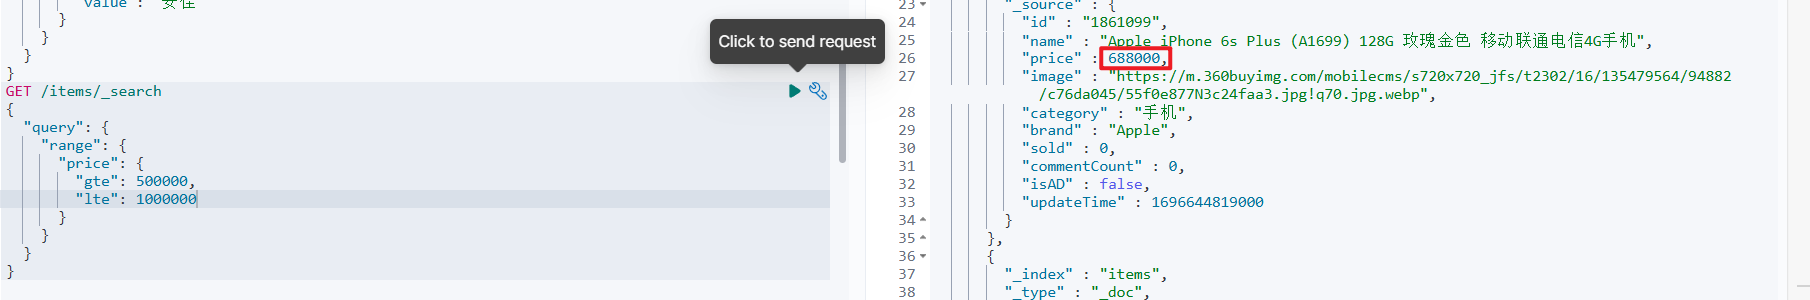 "value": "安佳"
}
}
}
}
GET /items/_search
{
"query": {
"range": {
"price": {
"gte": 500000,
"lte": 1000000
}
}
}
}
Click to send request
23
"_source" : {
24
"id" : "1861099",
25
"name" : "Apple iPhone 6s Plus (A1699) 128G 玫瑰金色 移动联通电信4G手机",
26
"price" : 688000,
27
"image" : "https://m.360buyimg.com/mobilecms/s720x720_jfs/t2302/16/135479564/94882
/c76da045/55f0e877N3c24faa3.jpg!q70.jpg.webp",
28
"category" : "手机",
29
"brand" : "Apple",
30
"sold" : 0,
31
"commentCount" : 0,
32
"isAD" : false,
33
"updateTime" : 1696644819000
34
}
35
},
36
{
37
"_index" : "items",
38
"_type" : "_doc",